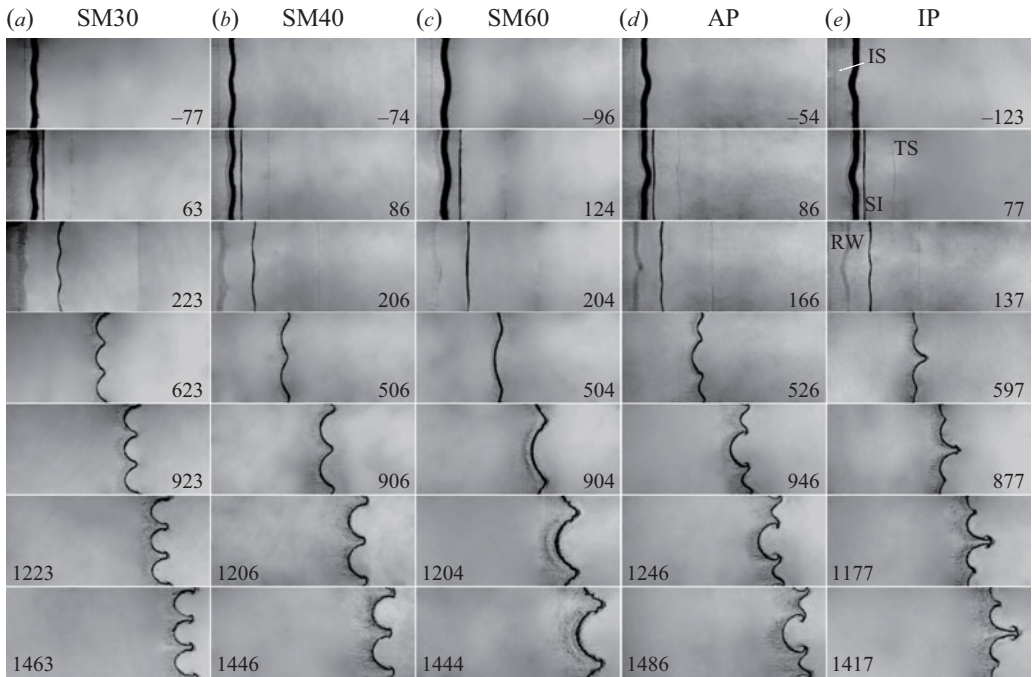 (a) SM30 (b) SM40 (c) SM60 (d) AP (e) IP
IS
–77 –74 –96 –54 –123
TS
SI
63 86 124 86 77
RW
223 206 204 166 137
623 506 504 526 597
923 906 904 946 877
1223 1206 1204 1246 1177
1463 1446 1444 1486 1417